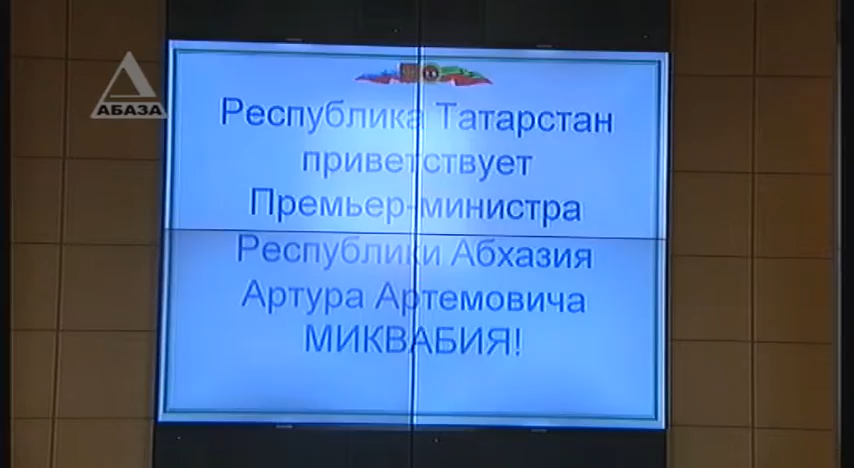 АБАЗА
Республика Татарстан
приветствует
Премьер-министра
Республики Абхазия
Артура Артемовича
МИКВАБИЯ!